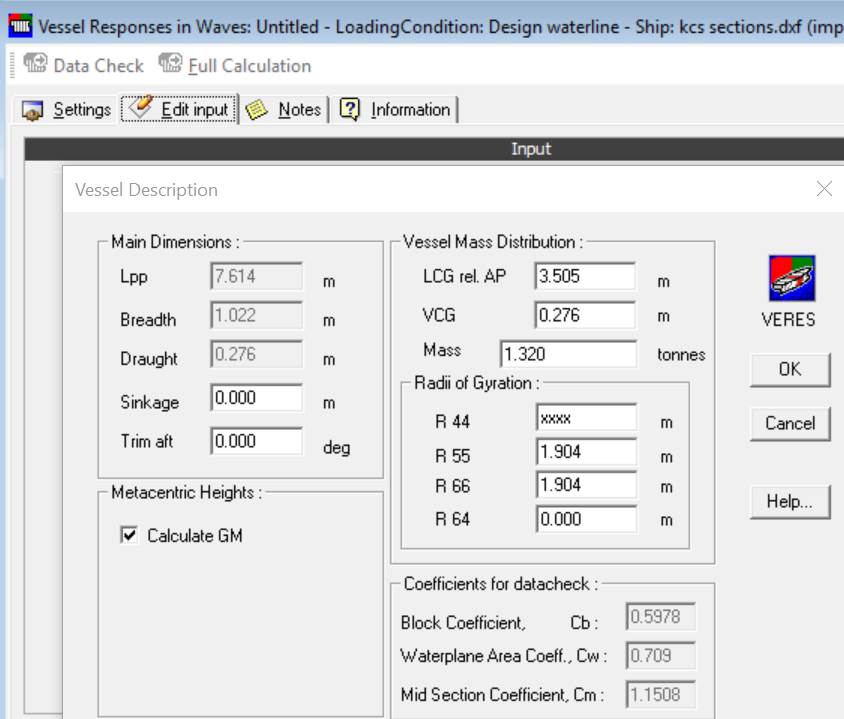 Vessel Responses in Waves: Untitled - LoadingCondition: Design waterline - Ship: kcs sections.dxf (imp
Data Check Full Calculation
Settings Edit input Notes Information
Input
Vessel Description
Main Dimensions :
Lpp 7.614 m
Breadth 1.022 m
Draught 0.276 m
Sinkage 0.000 m
Trim aft 0.000 deg
Metacentric Heights :
Calculate GM
Vessel Mass Distribution :
LCG rel. AP 3.505 m
VCG 0.276 m
Mass 1.320 tonnes
Radii of Gyration :
R 44 xxxx m
R 55 1.904 m
R 66 1.904 m
R 64 0.000 m
Coefficients for datacheck :
Block Coefficient, Cb : 0.5978
Waterplane Area Coeff., Cw : 0.709
Mid Section Coefficient, Cm : 1.1508
VERES
OK
Cancel
Help...